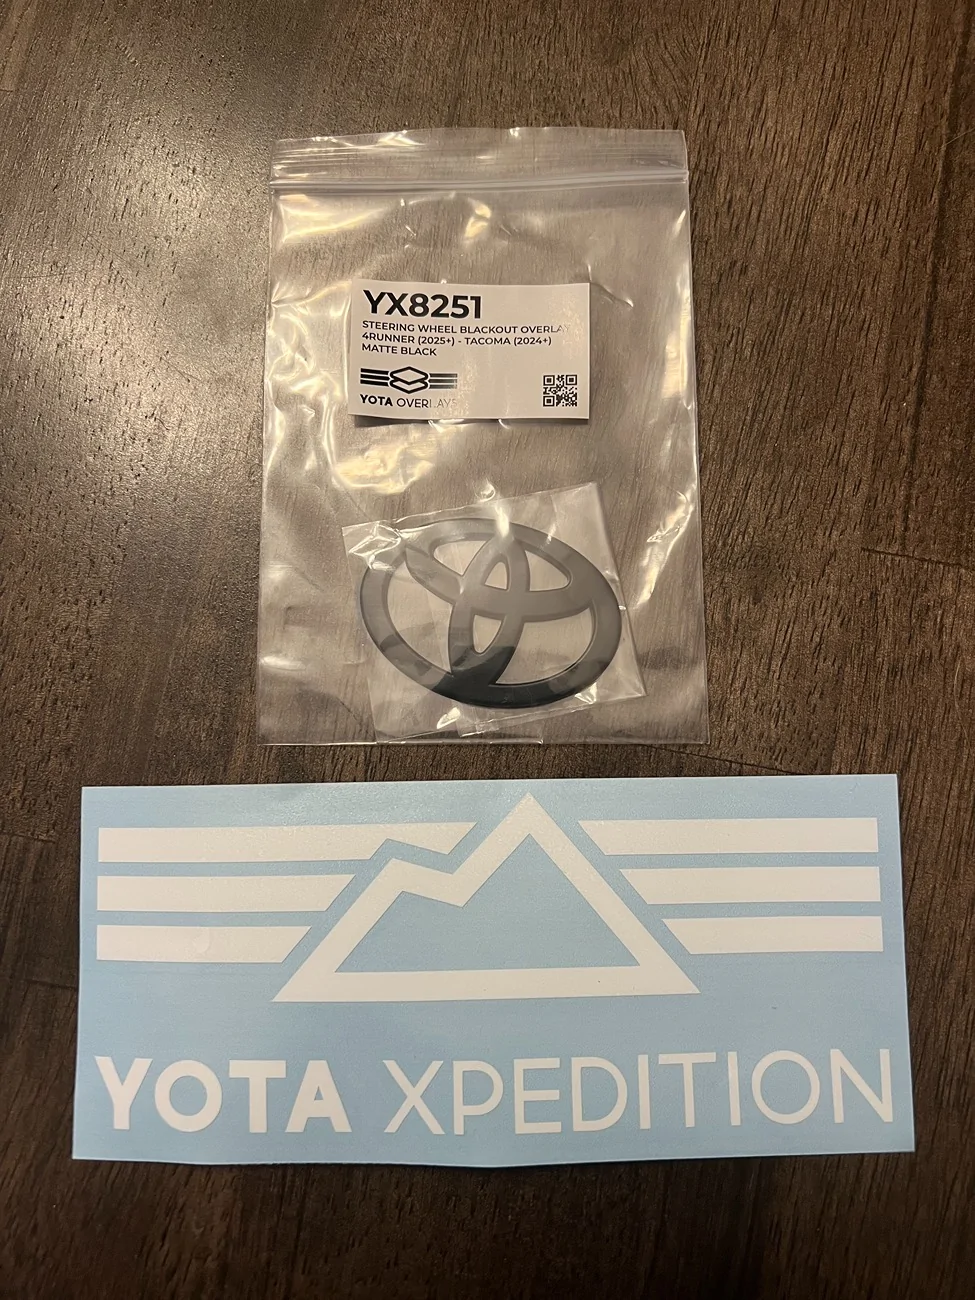 YX8251
STEERING WHEEL BLACKOUT OVERLAY
4RUNNER (2025+) - TACOMA (2024+)
MATTE BLACK
YOTA OVERLAYS
YOTA XPEDITION